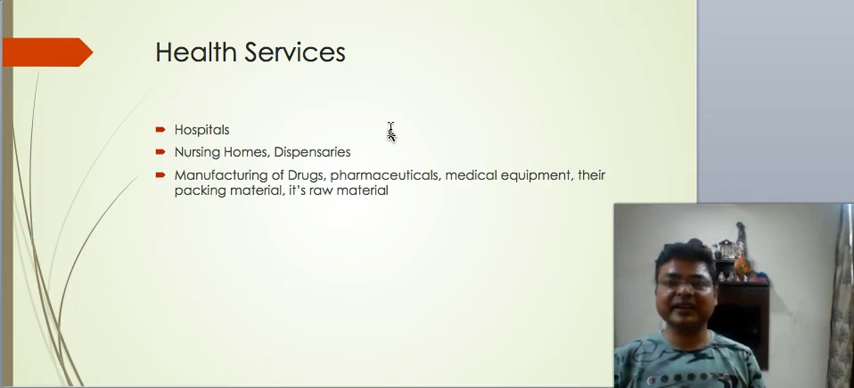 Health Services
Hospitals
Nursing Homes, Dispensaries
Manufacturing of Drugs, pharmaceuticals, medical equipment, their
packing material, it's raw material